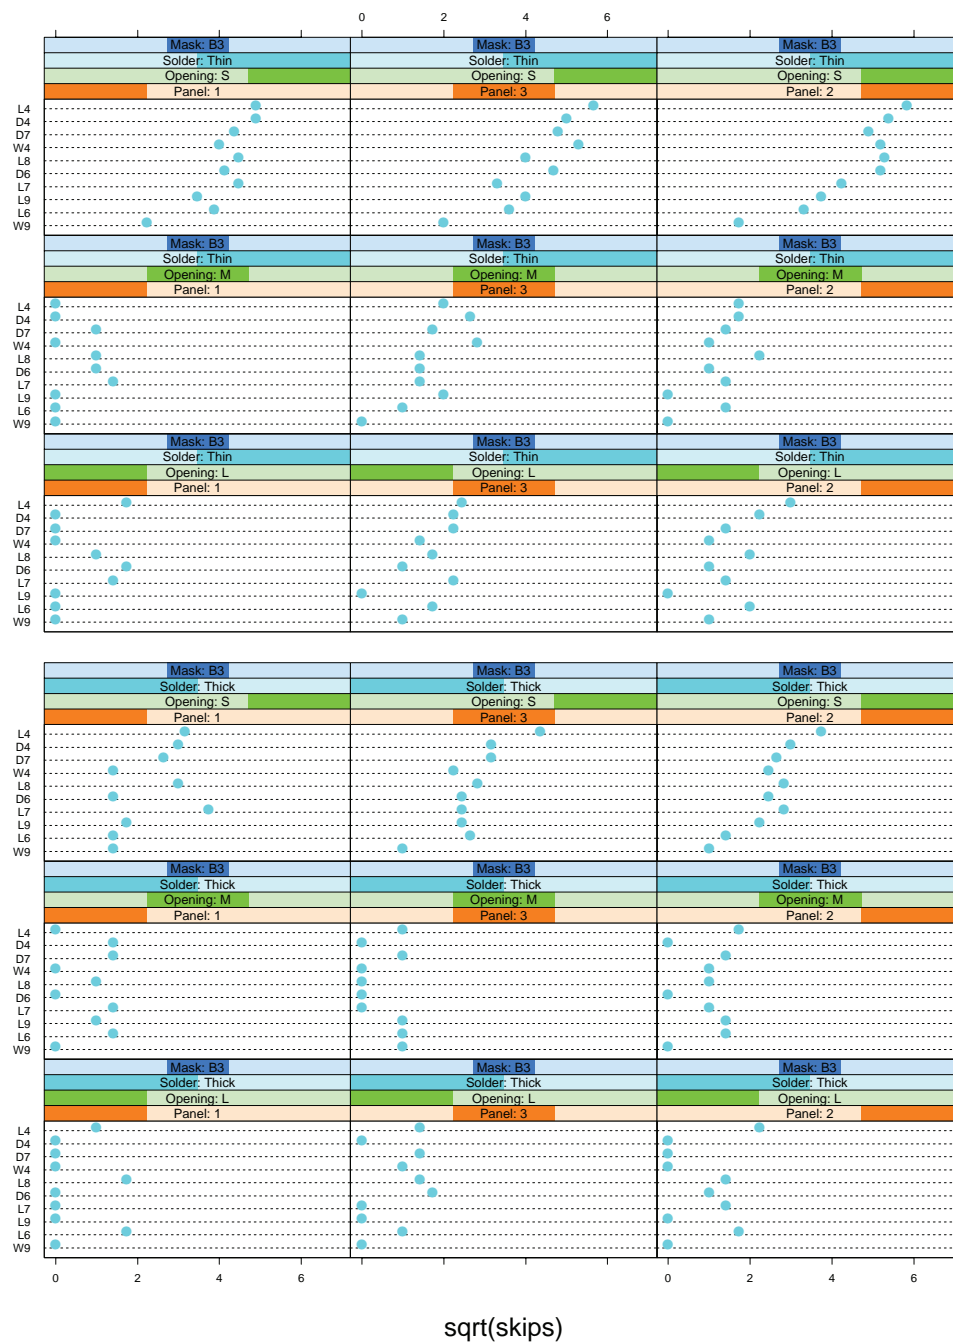 0 2 4 6
Mask: B3 Mask: B3 Mask: B3
Solder: Thin Solder: Thin Solder: Thin
Opening: S Opening: S Opening: S
Panel: 1 Panel: 3 Panel: 2
L4
D4
D7
W4
L8
D6
L7
L9
L6
W9
Mask: B3 Mask: B3 Mask: B3
Solder: Thin Solder: Thin Solder: Thin
Opening: M Opening: M Opening: M
Panel: 1 Panel: 3 Panel: 2
L4
D4
D7
W4
L8
D6
L7
L9
L6
W9
Mask: B3 Mask: B3 Mask: B3
Solder: Thin Solder: Thin Solder: Thin
Opening: L Opening: L Opening: L
Panel: 1 Panel: 3 Panel: 2
L4
D4
D7
W4
L8
D6
L7
L9
L6
W9
Mask: B3 Mask: B3 Mask: B3
Solder: Thick Solder: Thick Solder: Thick
Opening: S Opening: S Opening: S
Panel: 1 Panel: 3 Panel: 2
L4
D4
D7
W4
L8
D6
L7
L9
L6
W9
Mask: B3 Mask: B3 Mask: B3
Solder: Thick Solder: Thick Solder: Thick
Opening: M Opening: M Opening: M
Panel: 1 Panel: 3 Panel: 2
L4
D4
D7
W4
L8
D6
L7
L9
L6
W9
Mask: B3 Mask: B3 Mask: B3
Solder: Thick Solder: Thick Solder: Thick
Opening: L Opening: L Opening: L
Panel: 1 Panel: 3 Panel: 2
L4
D4
D7
W4
L8
D6
L7
L9
L6
W9
0 2 4 6 0 2 4 6
sqrt(skips)